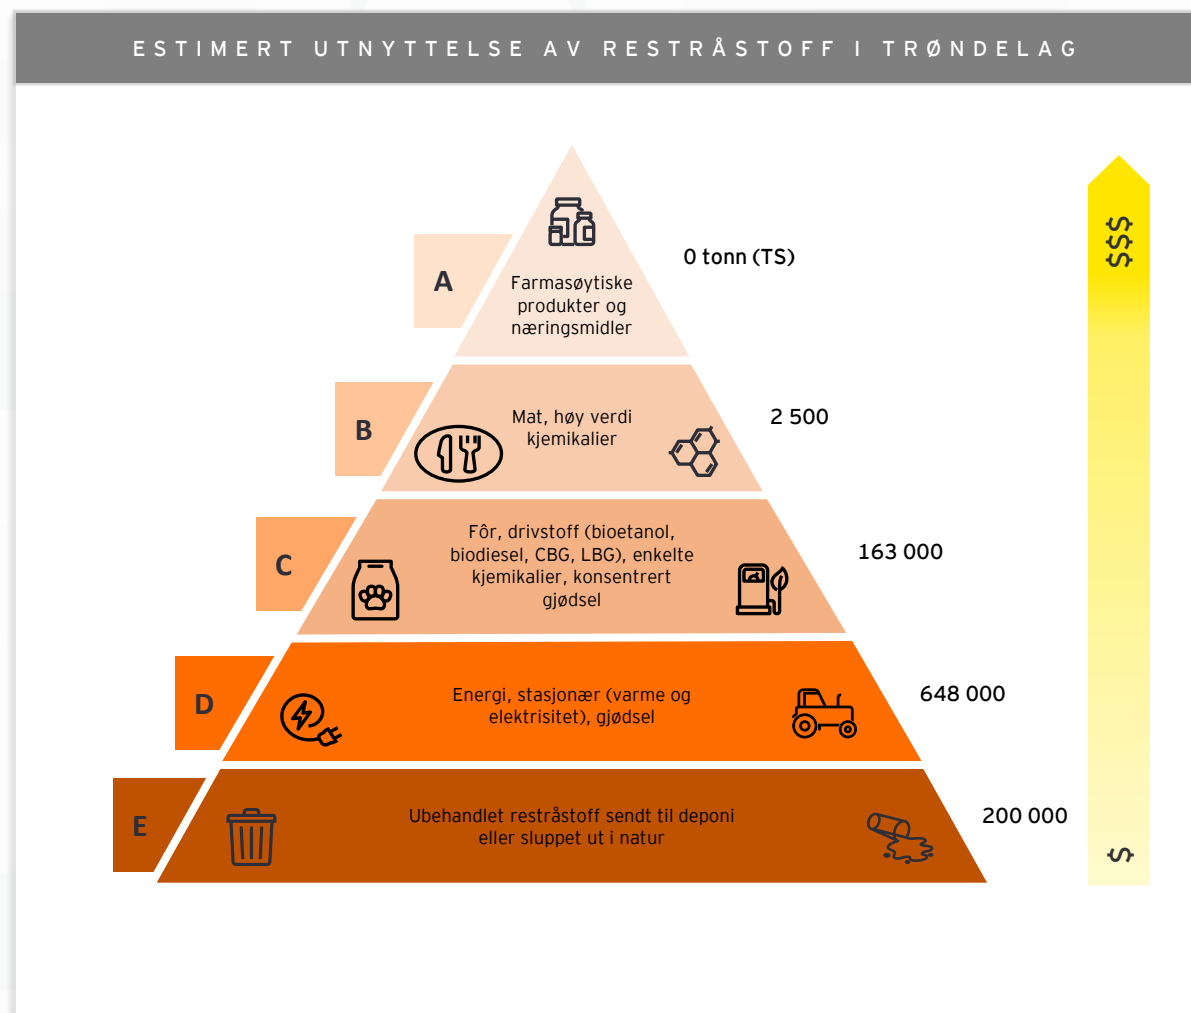 ESTIMERT UTNYTTELSE AV RESTRÅSTOFF I TRØNDELAG
$$$
A
Farmasøytiske
produkter og
næringsmidler
0 tonn (TS)
B
Mat, høy verdi
kjemikalier
2 500
C
Fôr, drivstoff (bioetanol,
biodiesel, CBG, LBG), enkelte
kjemikalier, konsentrert
gjødsel
163 000
D
Energi, stasjonær (varme og
elektrisitet), gjødsel
648 000
E
Ubehandlet restråstoff sendt til deponi
eller sluppet ut i natur
200 000
$